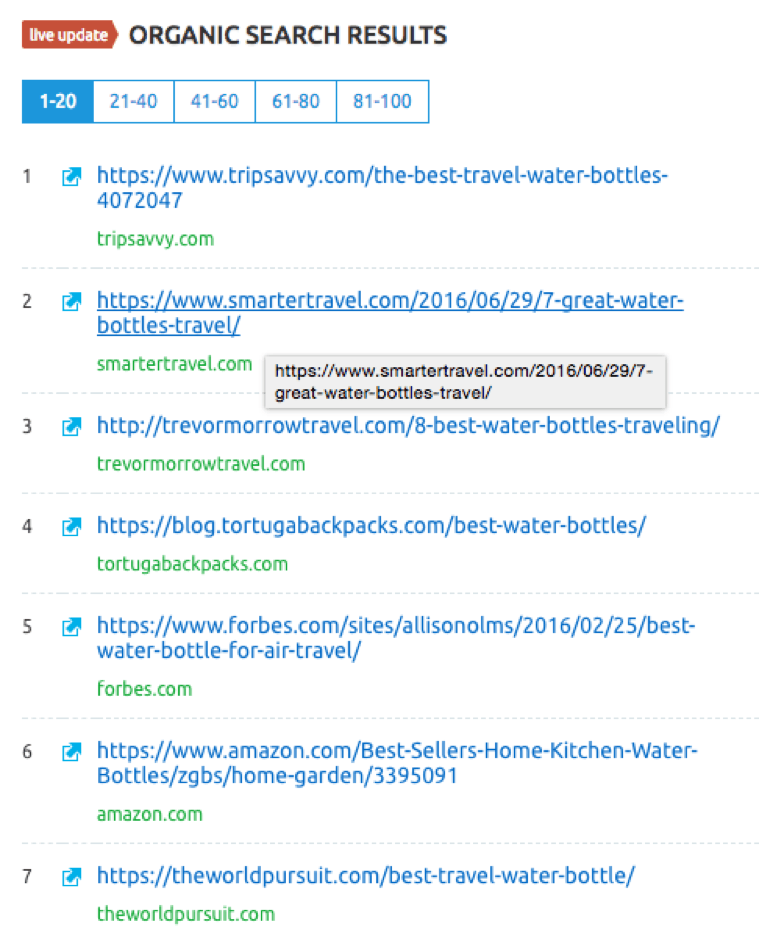 live update ORGANIC SEARCH RESULTS
1-20 21-40 41-60 61-80 81-100
1 https://www.tripsavvy.com/the-best-travel-water-bottles-
4072047
tripsavvy.com
2 https://www.smartertravel.com/2016/06/29/7-great-water-
bottles-travel/
smartertravel.com
https://www.smartertravel.com/2016/06/29/7-
great-water-bottles-travel/
3 http://trevormorrowtravel.com/8-best-water-bottles-traveling/
trevormorrowtravel.com
4 https://blog.tortugabackpacks.com/best-water-bottles/
tortugabackpacks.com
5 https://www.forbes.com/sites/allisonolms/2016/02/25/best-
water-bottle-for-air-travel/
forbes.com
6 https://www.amazon.com/Best-Sellers-Home-Kitchen-Water-
Bottles/zgbs/home-garden/3395091
amazon.com
7 https://theworldpursuit.com/best-travel-water-bottle/
theworldpursuit.com